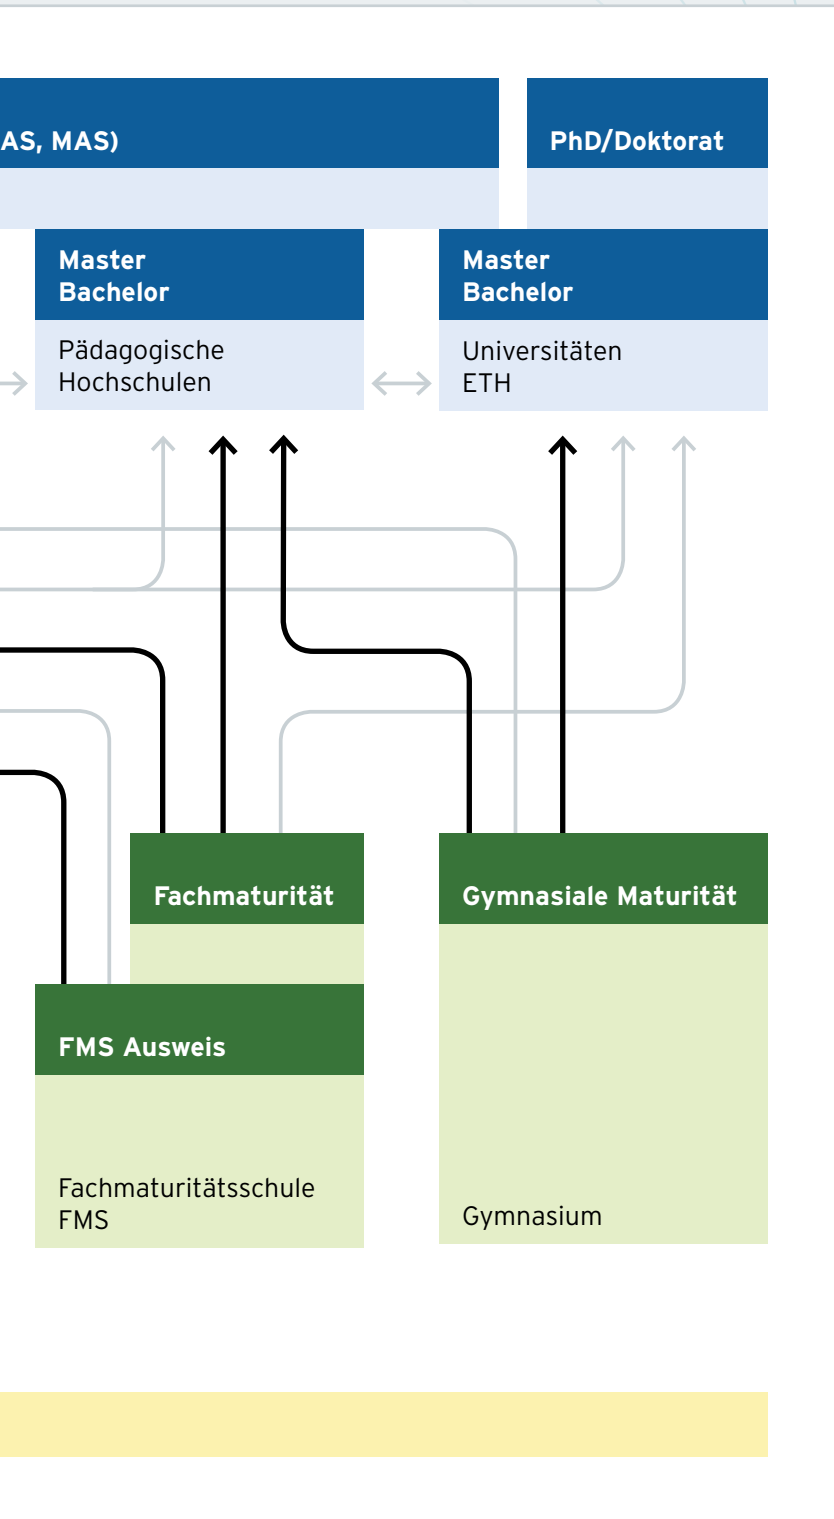 AS, MAS)
PhD/Doktorat
Master
Bachelor
Pädagogische
Hochschulen
Master
Bachelor
Universitäten
ETH
Fachmaturität
Gymnasiale Maturität
FMS Ausweis
Fachmaturitätsschule
FMS
Gymnasium